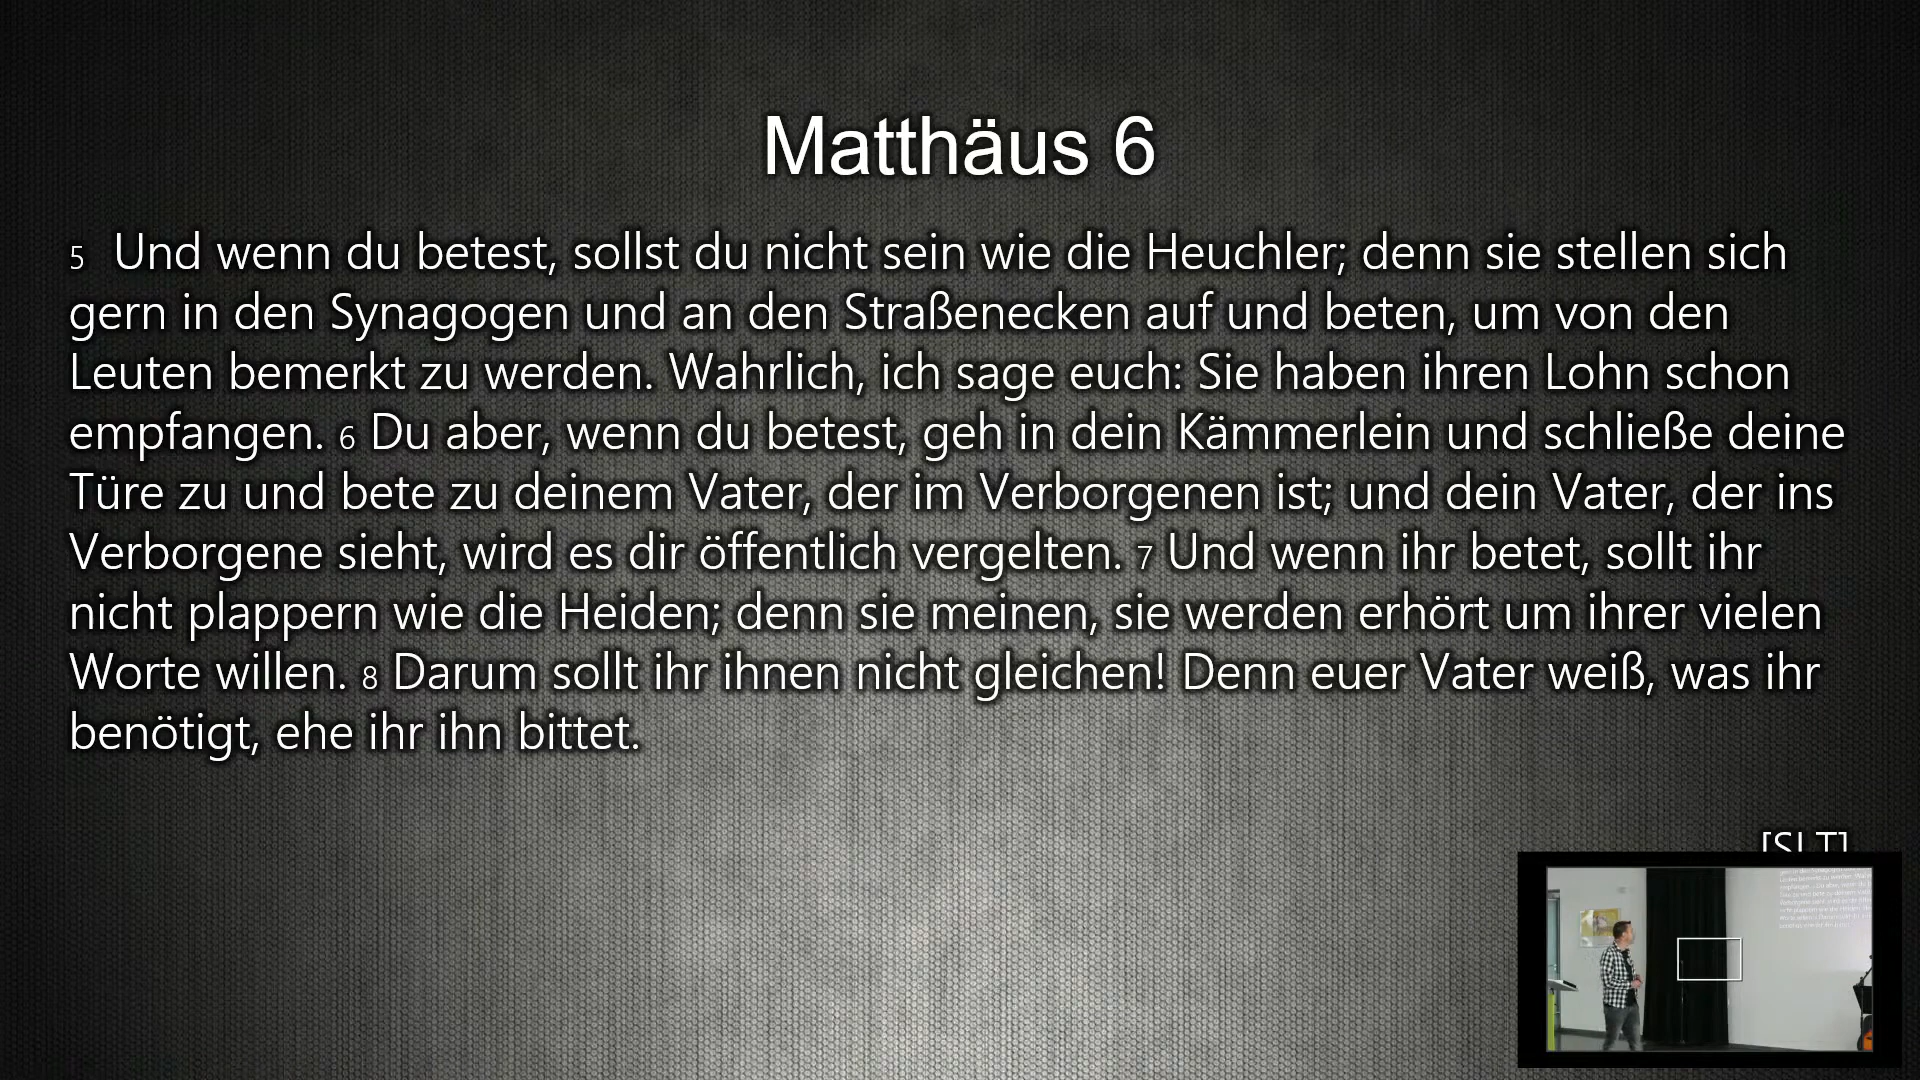 Matthäus 6
5 Und wenn du betest, sollst du nicht sein wie die Heuchler; denn sie stellen sich
gern in den Synagogen und an den Straßenecken auf und beten, um von den
Leuten bemerkt zu werden. Wahrlich, ich sage euch: Sie haben ihren Lohn schon
empfangen. 6 Du aber, wenn du betest, geh in dein Kämmerlein und schließe deine
Türe zu und bete zu deinem Vater, der im Verborgenen ist; und dein Vater, der ins
Verborgene sieht, wird es dir öffentlich vergelten. 7 Und wenn ihr betet, sollt ihr
nicht plappern wie die Heiden; denn sie meinen, sie werden erhört um ihrer vielen
Worte willen. 8 Darum sollt ihr ihnen nicht gleichen! Denn euer Vater weiß, was ihr
benötigt, ehe ihr ihn bittet.
[SLT]